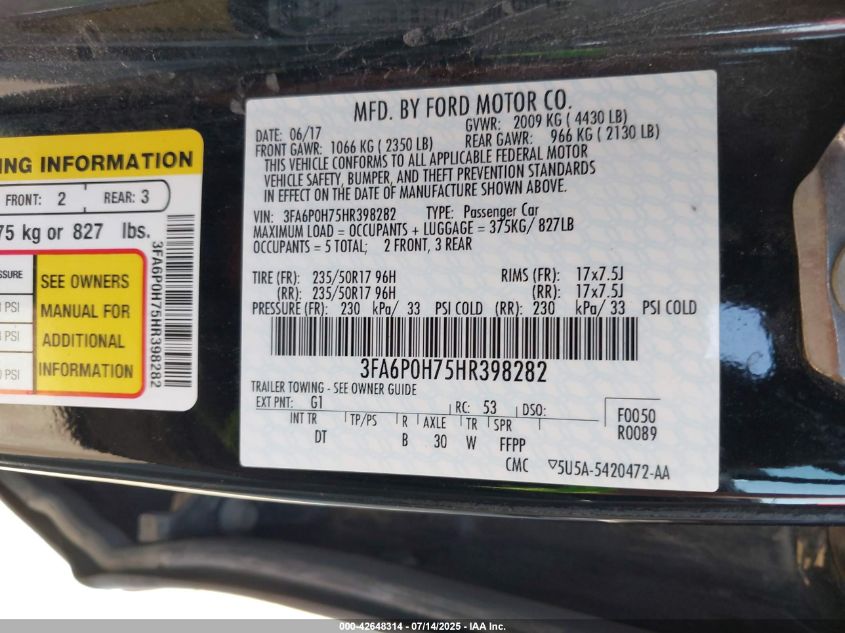 NG INFORMATION
FRONT: 2 REAR: 3
75 kg or 827 lbs.
SSURE
PSI
PSI
PSI
SEE OWNERS
MANUAL FOR
ADDITIONAL
INFORMATION
3FA6P0H75HR398282
MFD. BY FORD MOTOR CO.
DATE: 06/17 GVWR: 2009 KG ( 4430 LB)
FRONT GAWR: 1066 KG ( 2350 LB) REAR GAWR: 966 KG ( 2130 LB)
THIS VEHICLE CONFORMS TO ALL APPLICABLE FEDERAL MOTOR
VEHICLE SAFETY, BUMPER, AND THEFT PREVENTION STANDARDS
IN EFFECT ON THE DATE OF MANUFACTURE SHOWN ABOVE.
VIN: 3FA6P0H75HR398282 TYPE: Passenger Car
MAXIMUM LOAD = OCCUPANTS + LUGGAGE = 375KG/ 827LB
OCCUPANTS = 5 TOTAL; 2 FRONT, 3 REAR
TIRE (FR): 235/50R17 96H RIMS (FR): 17x7.5J
(RR): 235/50R17 96H (RR): 17x7.5J
PRESSURE (FR): 230 kPa/ 33 PSI COLD (RR): 230 kPa/ 33 PSI COLD
3FA6P0H75HR398282
TRAILER TOWING - SEE OWNER GUIDE
EXT PNT: G1 RC: 53 DSO: F0050
INT TR TP/PS R AXLE TR SPR R0089
DT B 30 W FFPP
CMC ▽5U5A-5420472-AA
000-42648314 - 07/14/2025 - IAA, Inc.